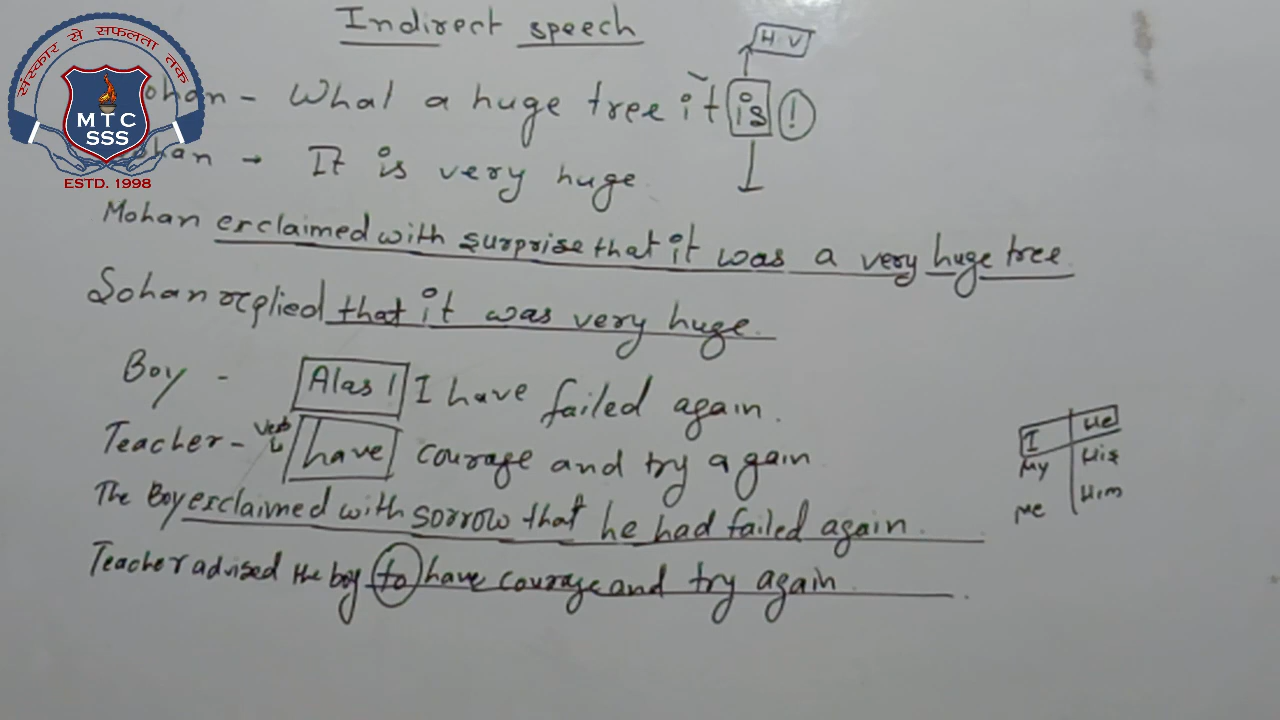 संस्कार से सफलता तक
MTC
SSS
ESTD. 1998
Indirect speech
H.V
ohan - What a huge tree it is !
ohan → It is very huge.
Mohan exclaimed with surprise that it was a very huge tree.
Sohan replied that it was very huge.
Boy - Alas! I have failed again.
Verb
Teacher - have courage and try again
The Boy exclaimed with sorrow that he had failed again.
Teacher advised the boy to have courage and try again.
I He
My His
Me Him